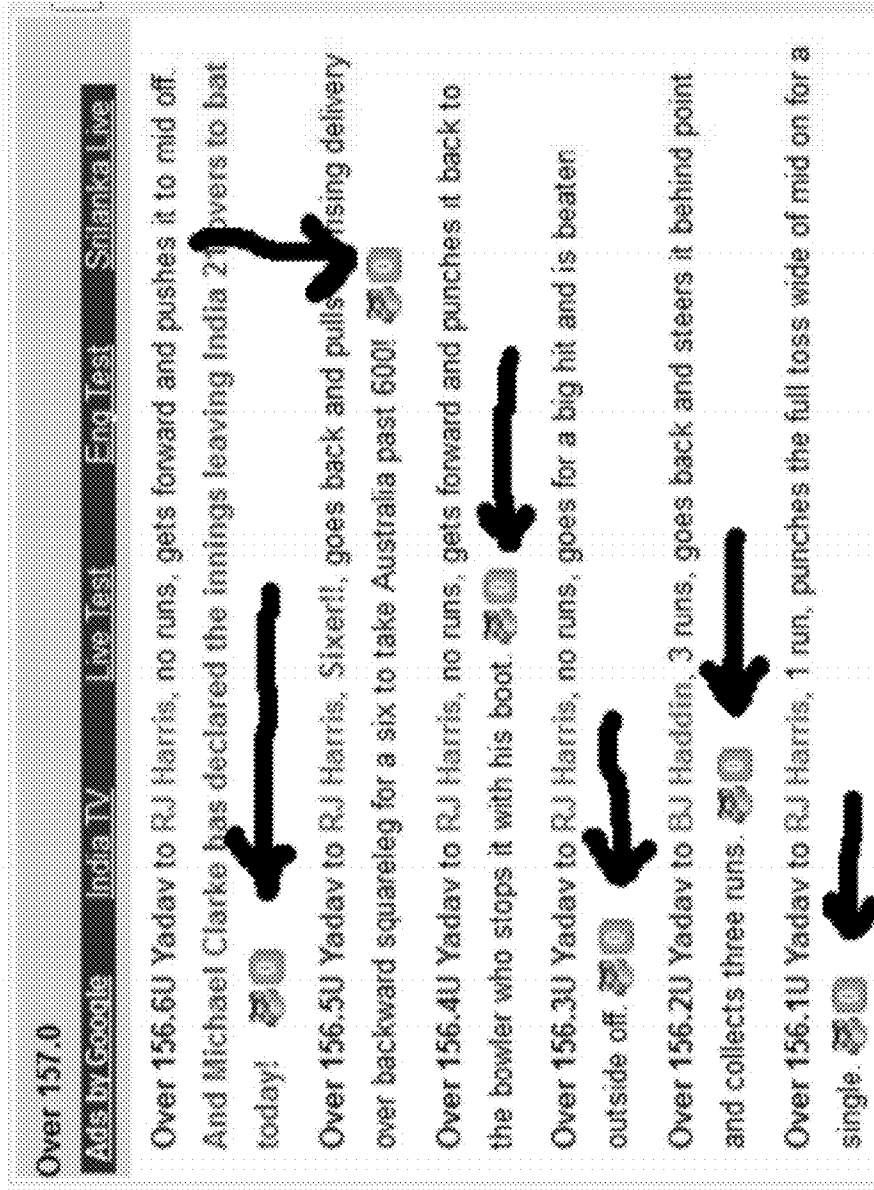 Over 157.0
Ads by Google India TV Live Test Eng Test Srilanka Live
Over 156.6U Yadav to RJ Harris, no runs, gets forward and pushes it to mid off.
And Michael Clarke has declared the innings leaving India overs to bat
today!
Over 156.5U Yadav to RJ Harris, Sixer!!, goes back and pulls rising delivery
over backward squareleg for a six to take Australia past 600!
Over 156.4U Yadav to RJ Harris, no runs, gets forward and punches it back to
the bowler who stops it with his boot.
Over 156.3U Yadav to RJ Harris, no runs, goes for a big hit and is beaten
outside off.
Over 156.2U Yadav to BJ Haddin, 3 runs, goes back and steers it behind point
and collects three runs.
Over 156.1U Yadav to RJ Harris, 1 run, punches the full toss wide of mid on for a
single.